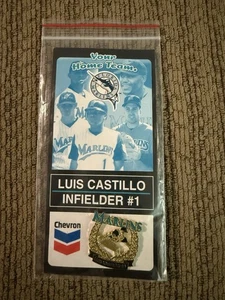 Your
Home Team.
MARLINS
LUIS CASTILLO
INFIELDER #1
Chevron
MARLINS